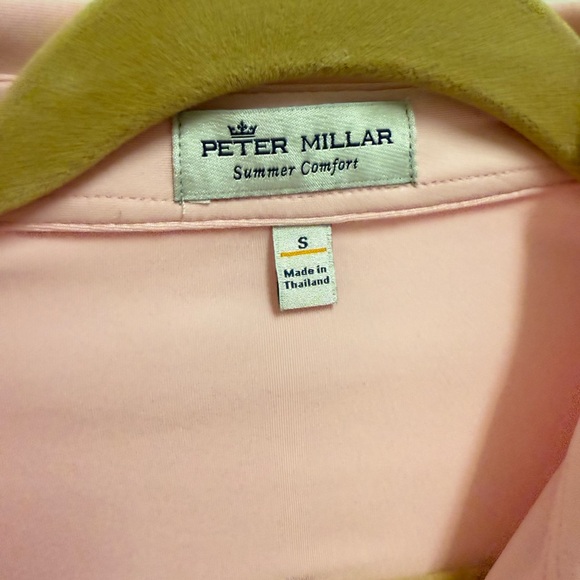 PETER MILLAR
Summer Comfort
S
Made in
Thailand